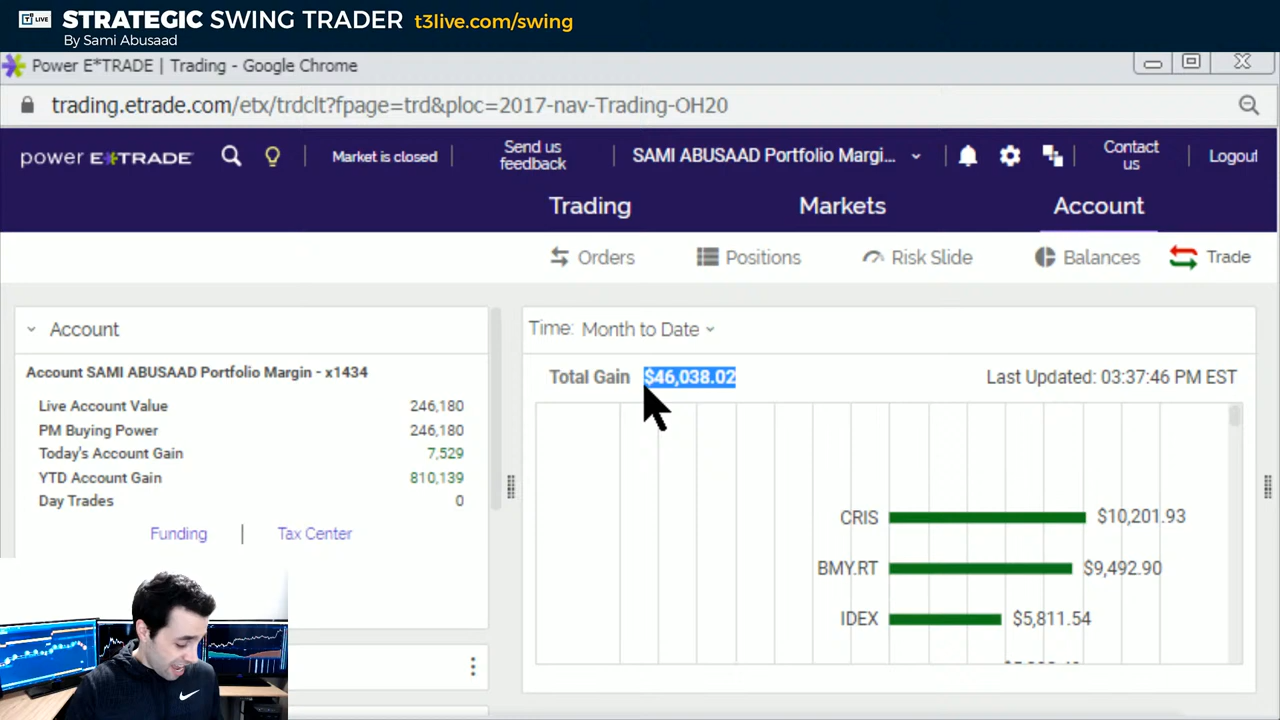 T3 LIVE STRATEGIC SWING TRADER t3live.com/swing
By Sami Abusaad
Power E*TRADE | Trading - Google Chrome
trading.etrade.com/etx/trdclt?fpage=trd&ploc=2017-nav-Trading-OH20
power E*TRADE Market is closed Send us feedback SAMI ABUSAAD Portfolio Margi... Contact us Logout
Trading Markets Account
Orders Positions Risk Slide Balances Trade
Account
Account SAMI ABUSAAD Portfolio Margin - x1434
Live Account Value 246,180
PM Buying Power 246,180
Today's Account Gain 7,529
YTD Account Gain 810,139
Day Trades 0
Funding | Tax Center
Time: Month to Date
Total Gain $46,038.02 Last Updated: 03:37:46 PM EST
CRIS $10,201.93
BMY.RT $9,492.90
IDEX $5,811.54